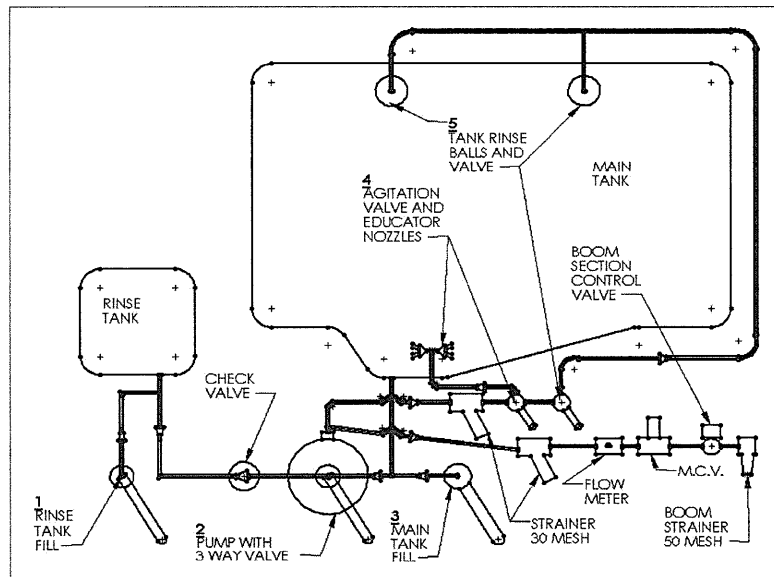 5
TANK RINSE
BALLS AND
VALVE
MAIN
TANK
4
AGITATION
VALVE AND
EDUCATOR
NOZZLES
BOOM
SECTION
CONTROL
VALVE
RINSE
TANK
CHECK
VALVE
1
RINSE
TANK
FILL
2
PUMP WITH
3 WAY VALVE
3
MAIN
TANK
FILL
STRAINER
30 MESH
FLOW
METER
M.C.V.
BOOM
STRAINER
50 MESH